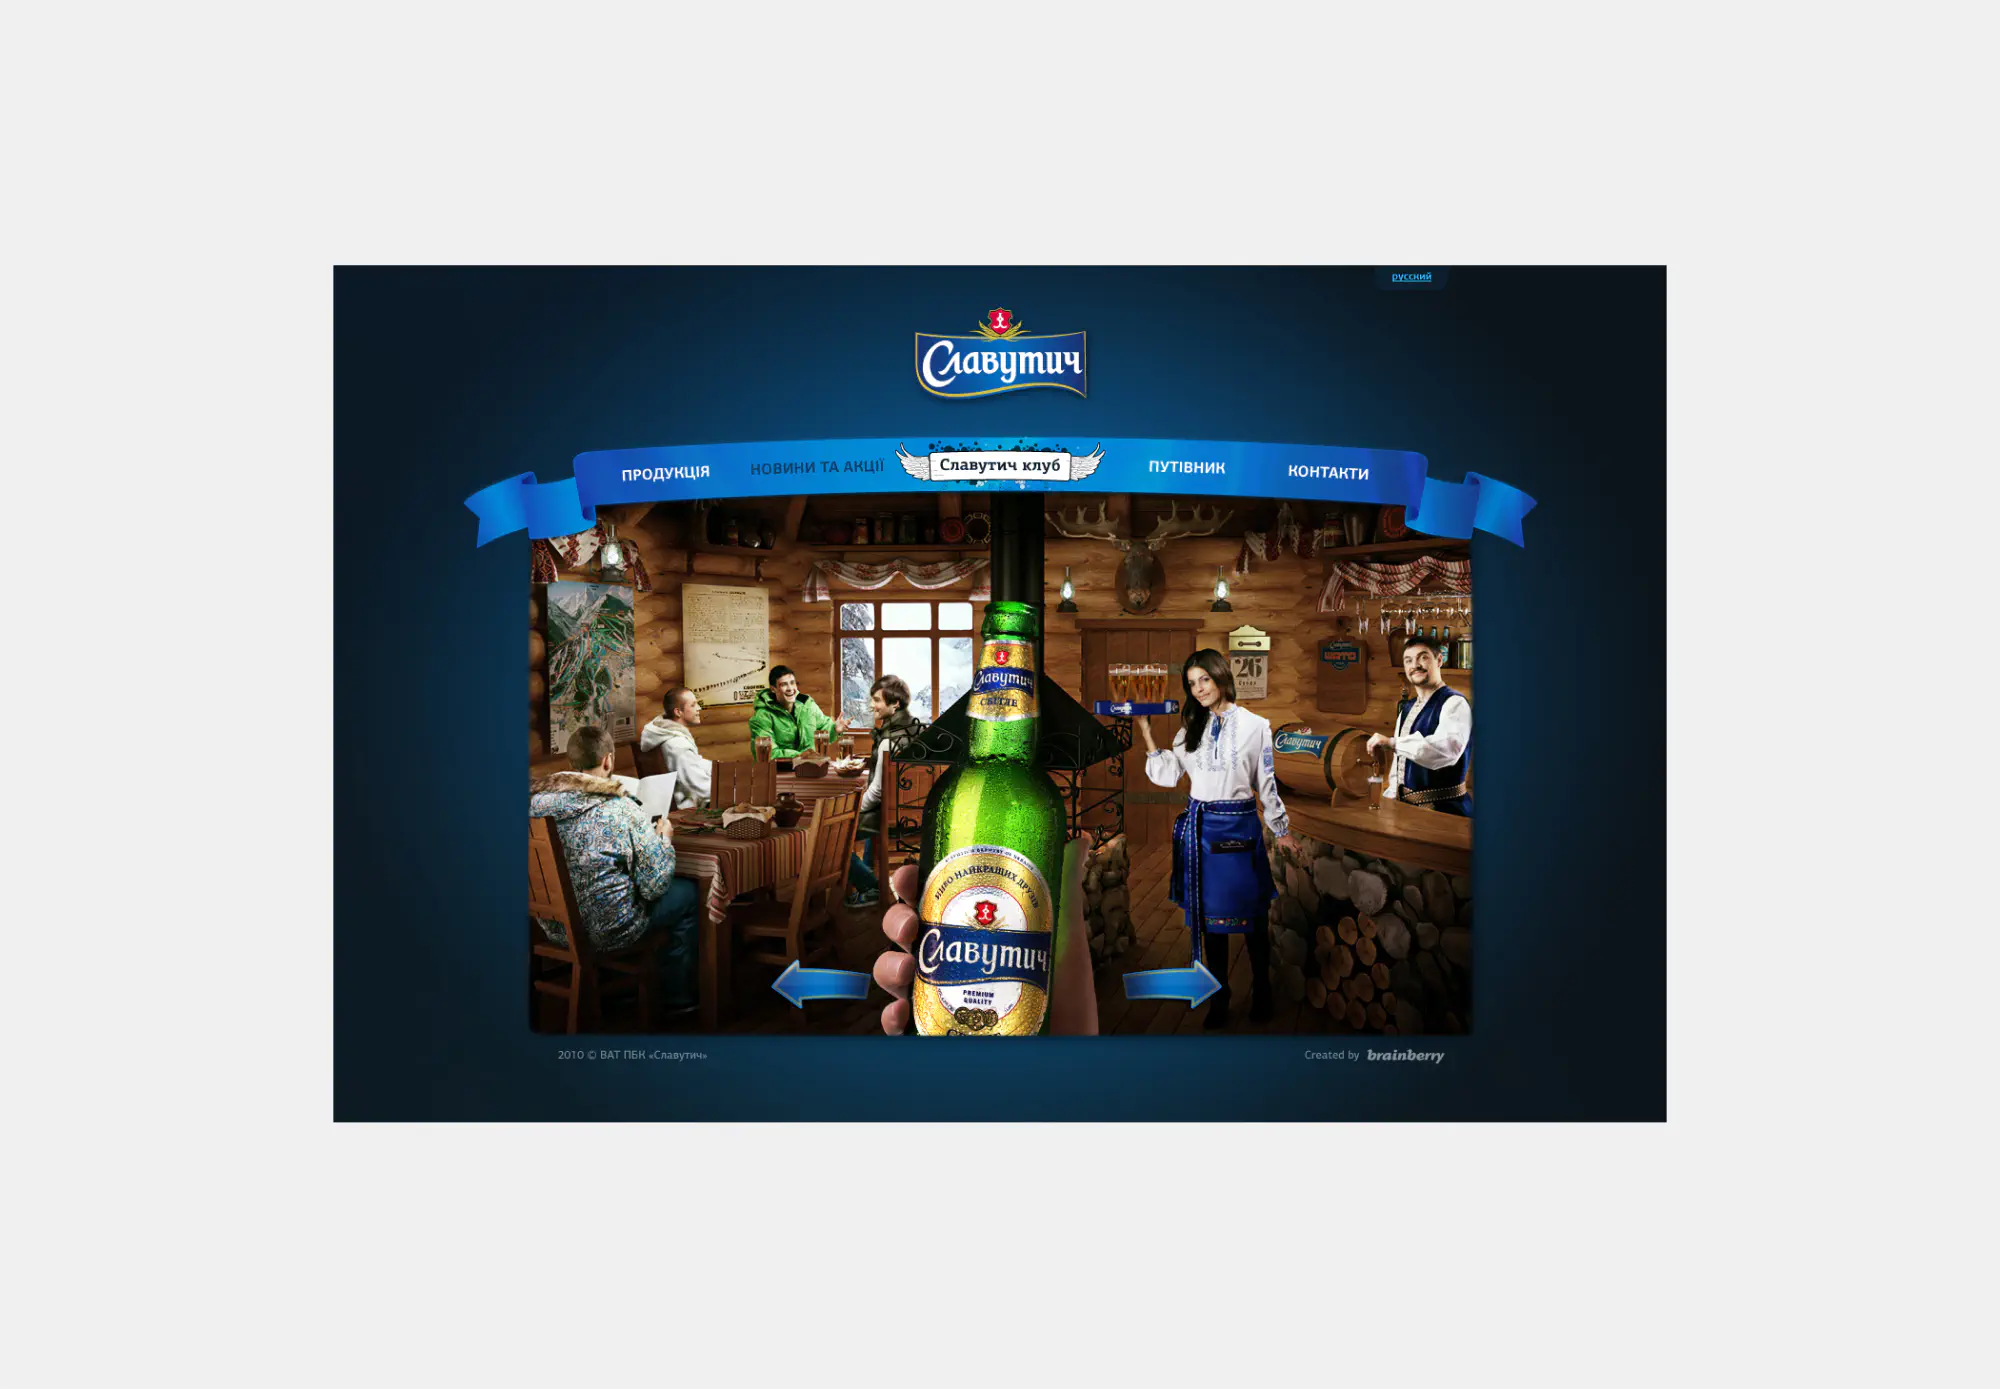 русский
Славутич
ПРОДУКЦІЯ
НОВИНИ ТА АКЦІЇ
Славутич клуб
ПУТІВНИК
КОНТАКТИ
Славутич
СВІТЛЕ
26
Славутич
ПИВО НАЙКРАЩИХ ДРУЗІВ
Славутич
PREMIUM
QUALITY
2010 © ВАТ ПБК «Славутич»
Created by brainberry